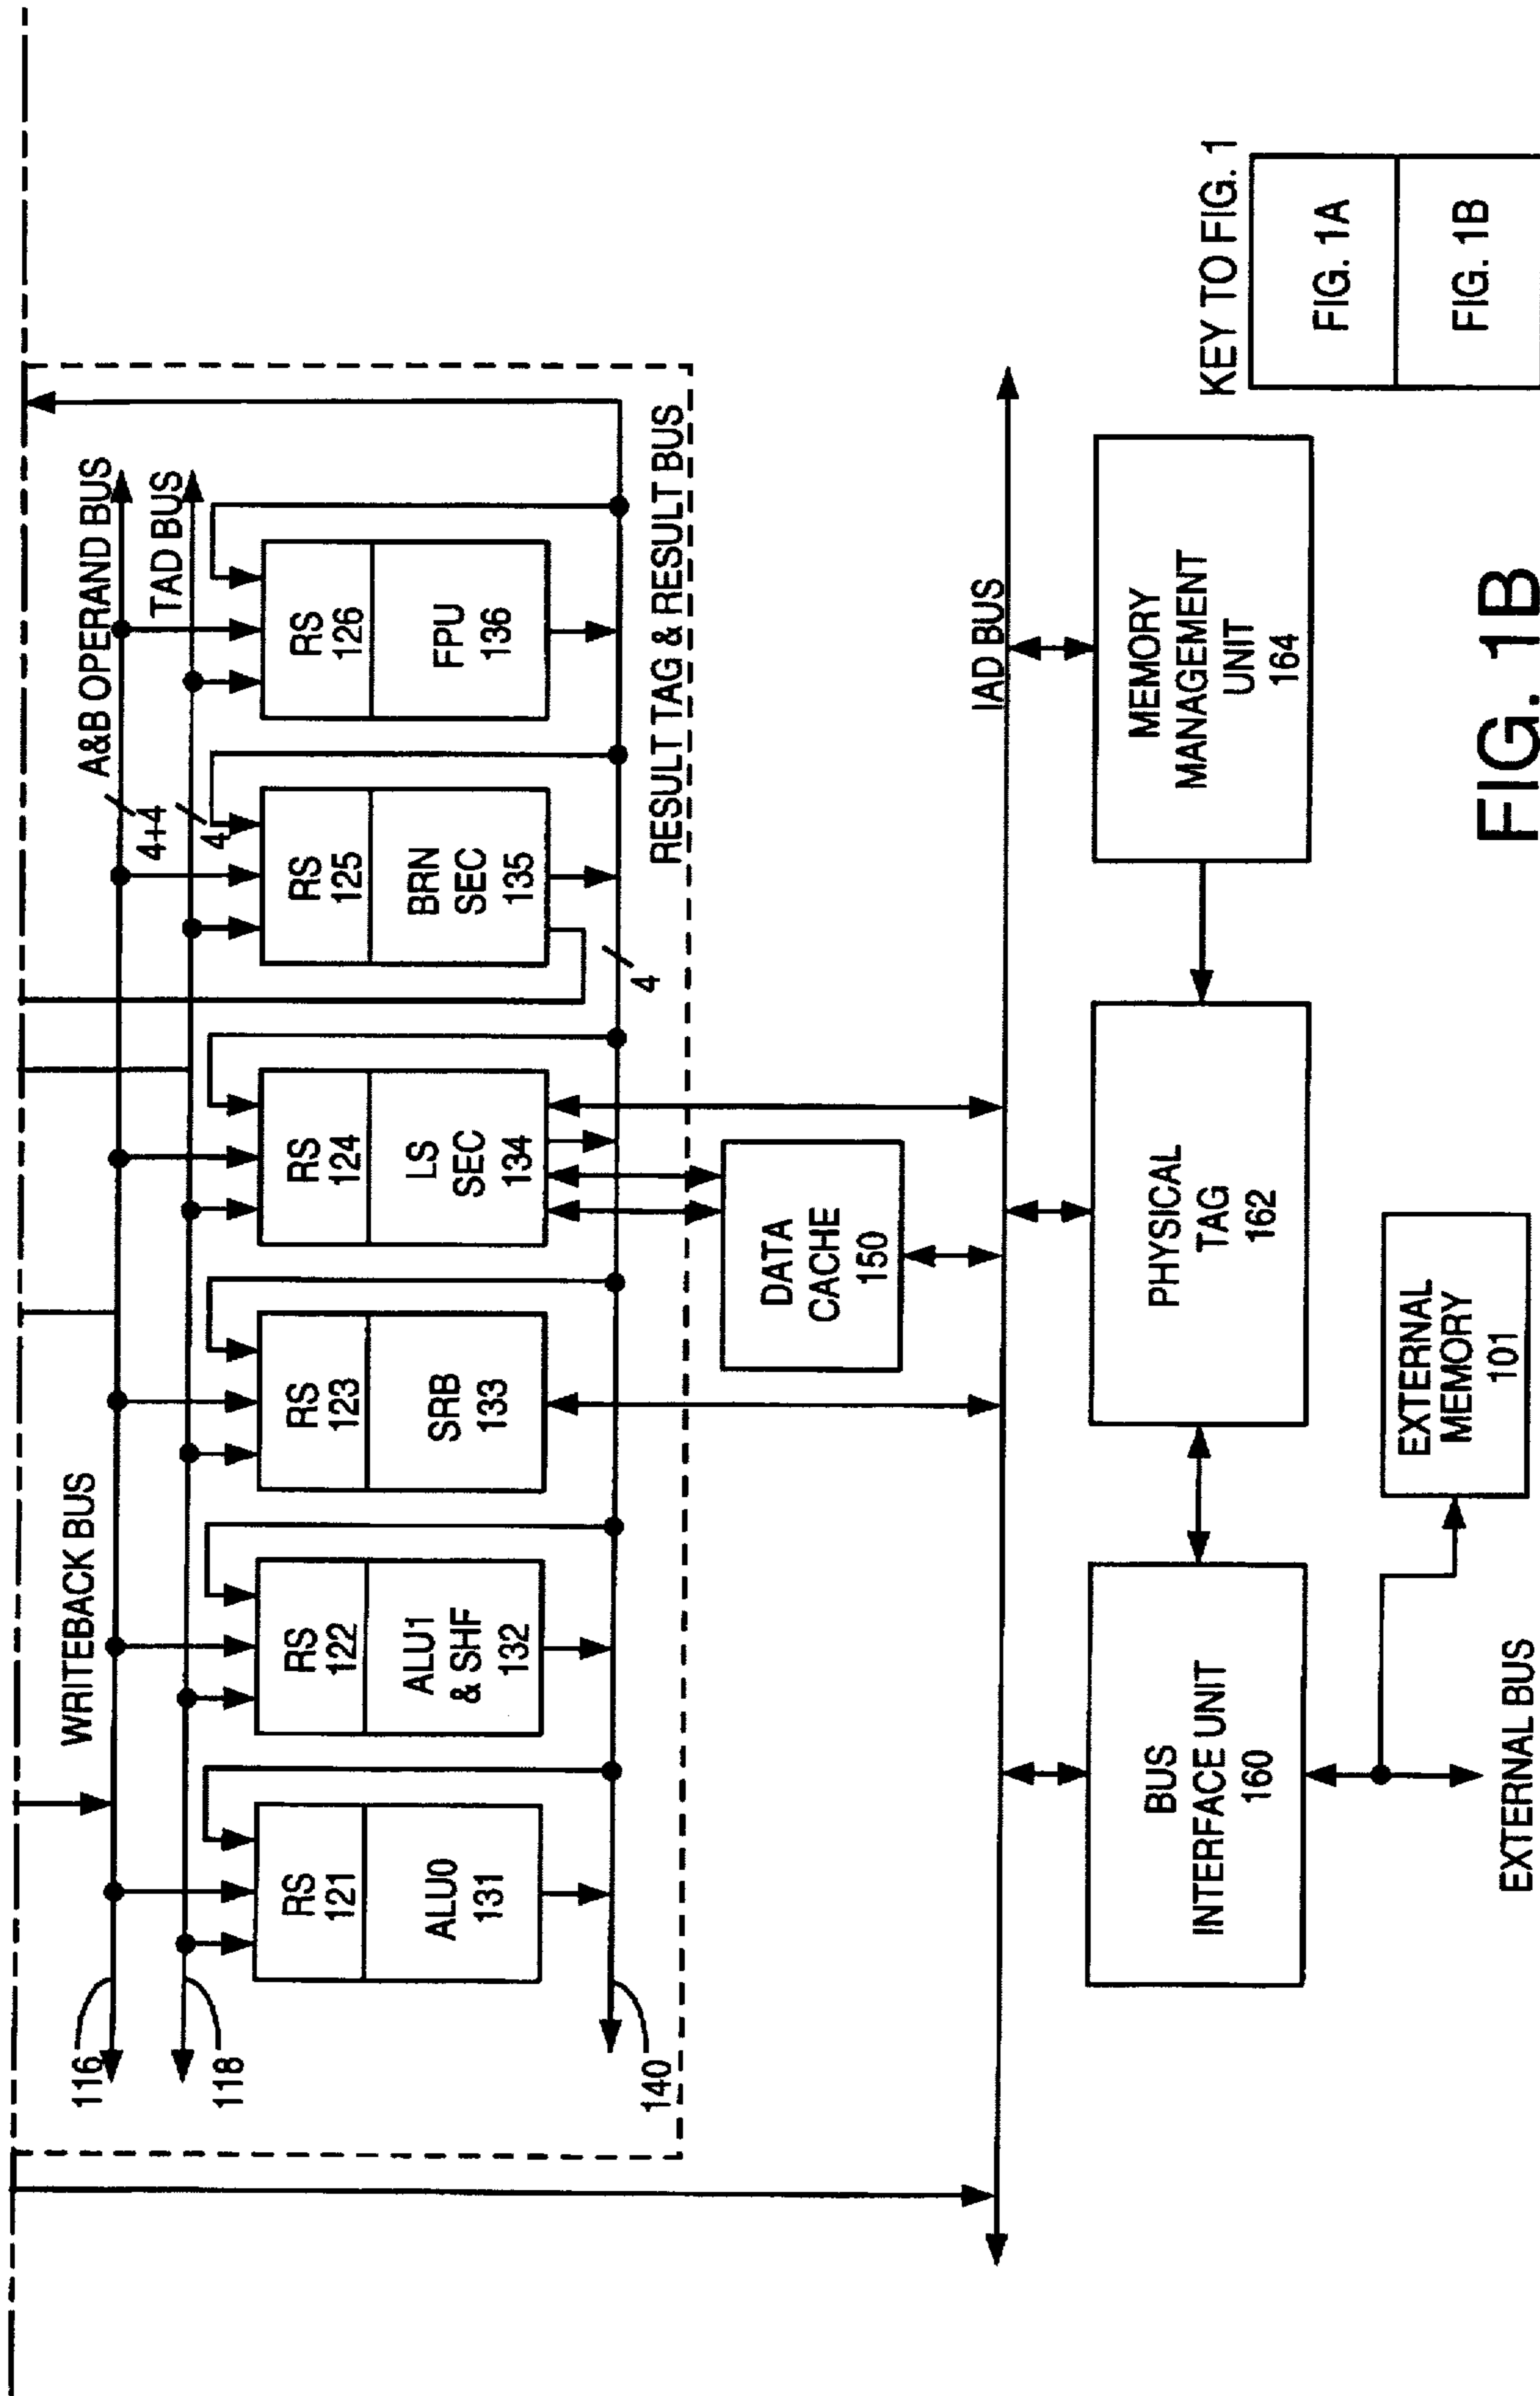 WRITEBACK BUS
A&B OPERAND BUS
TAD BUS
4+4
4
116
118
RS
121
ALU0
131
RS
122
ALU1
& SHF
132
RS
123
SRB
133
RS
124
LS
SEC
134
RS
125
BRN
SEC
135
RS
126
FPU
136
4
140
RESULT TAG & RESULT BUS
DATA
CACHE
150
IAD BUS
BUS
INTERFACE UNIT
160
PHYSICAL
TAG
162
MEMORY
MANAGEMENT
UNIT
164
EXTERNAL
MEMORY
101
EXTERNAL BUS
KEY TO FIG. 1
FIG. 1A
FIG. 1B
FIG. 1B